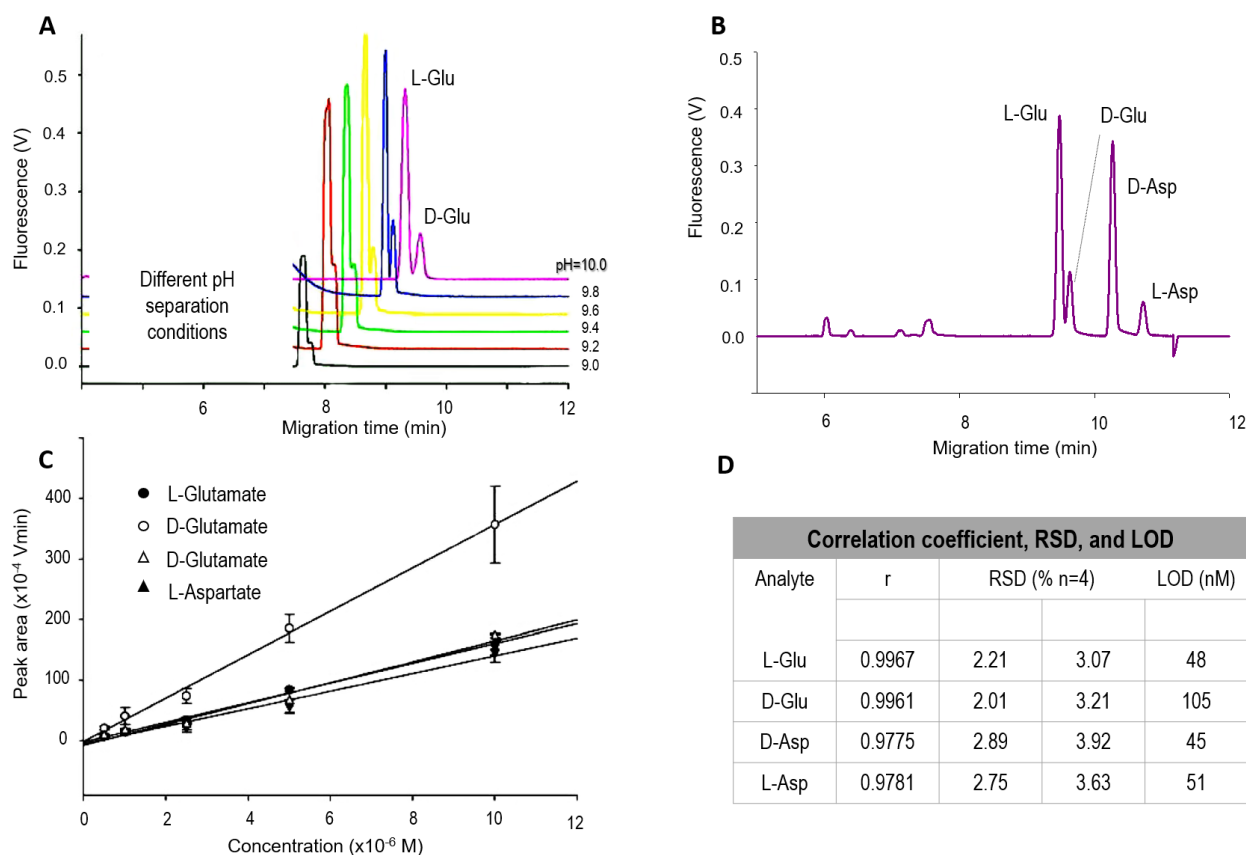 A
Fluorescence (V)
0.5
0.4
0.3
0.2
0.1
0.0
L-Glu
D-Glu
Different pH
separation
conditions
pH=10.0
9.8
9.6
9.4
9.2
9.0
6
8
10
12
Migration time (min)
B
Fluorescence (V)
0.5
0.4
0.3
0.2
0.1
0.0
L-Glu
D-Glu
D-Asp
L-Asp
6
8
10
12
Migration time (min)
C
Peak area (x10⁻⁴ Vmin)
400
300
200
100
0
L-Glutamate
D-Glutamate
D-Glutamate
L-Aspartate
0
2
4
6
8
10
12
Concentration (x10⁻⁶ M)
D
Correlation coefficient, RSD, and LOD
Analyte r RSD (% n=4) LOD (nM)
L-Glu 0.9967 2.21 3.07 48
D-Glu 0.9961 2.01 3.21 105
D-Asp 0.9775 2.89 3.92 45
L-Asp 0.9781 2.75 3.63 51